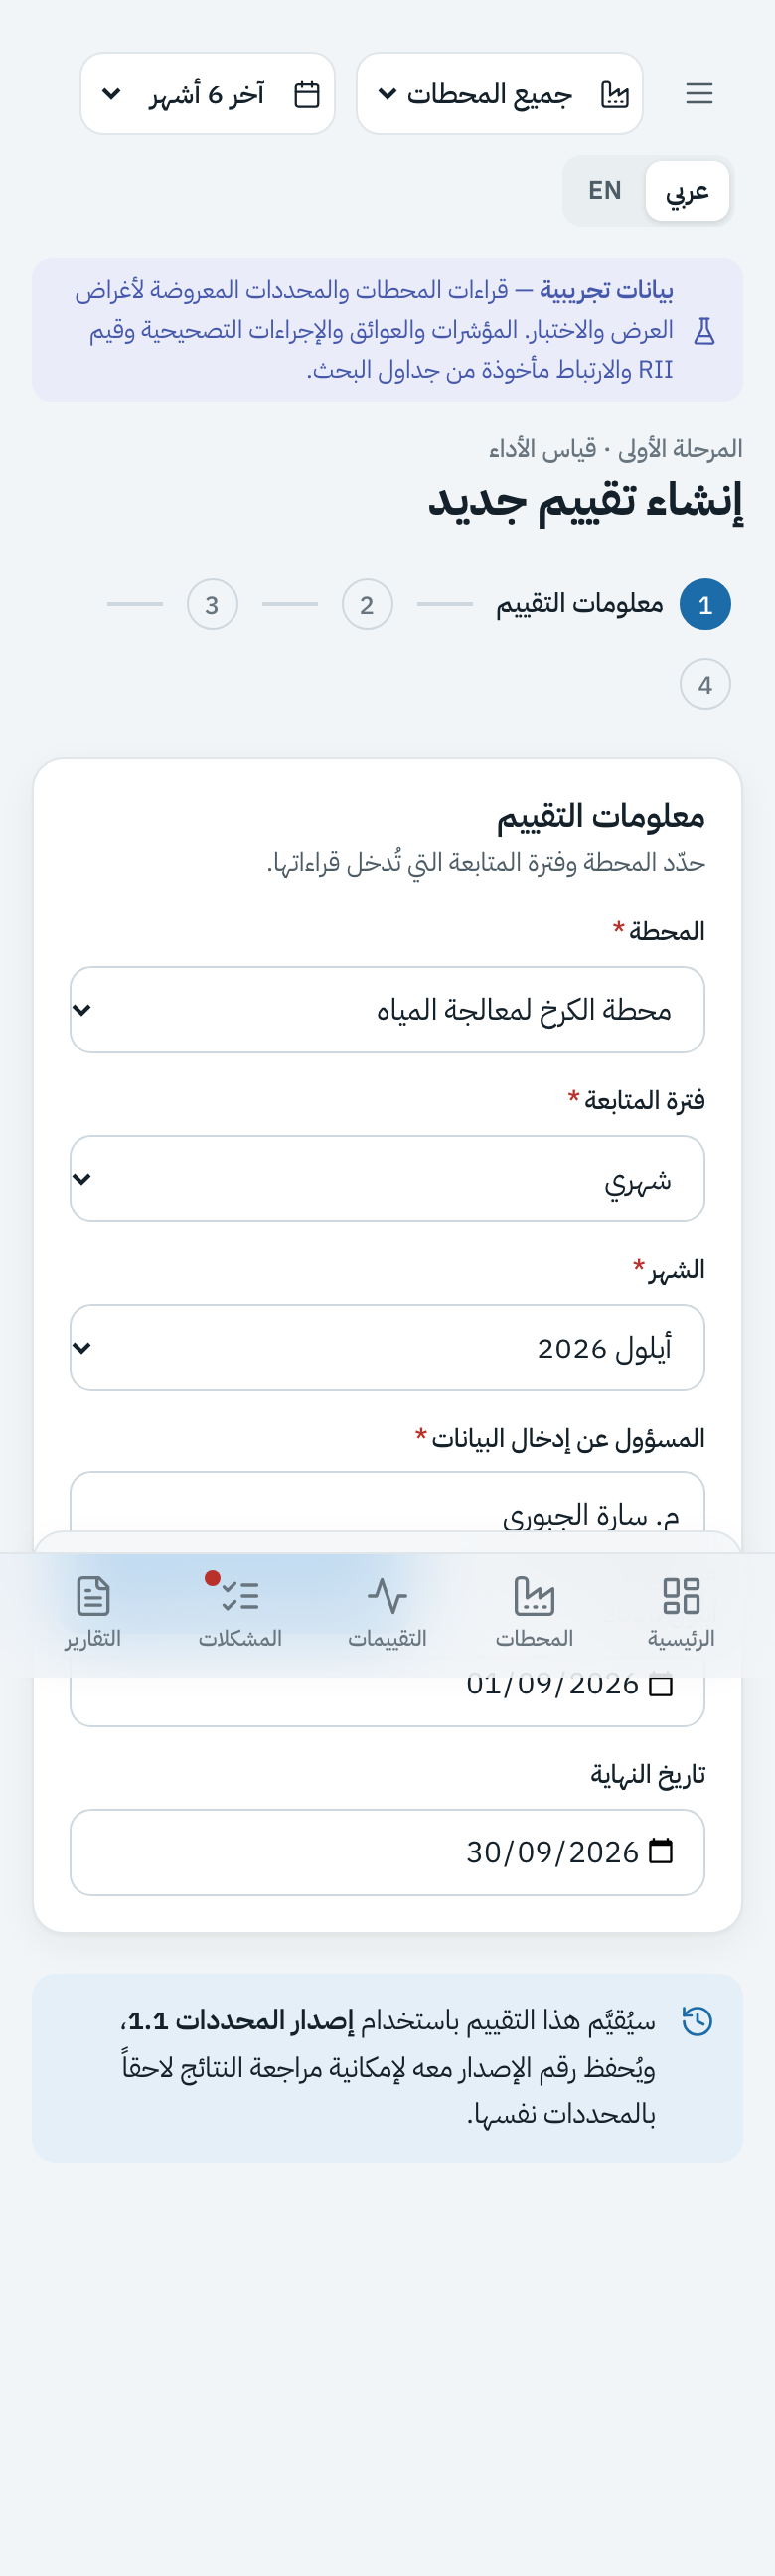 جميع المحطات
آخر 6 أشهر
عربي
EN
بيانات تجريبية — قراءات المحطات والمحددات المعروضة لأغراض
العرض والاختبار. المؤشرات والعوائق والإجراءات التصحيحية وقيم
RII والارتباط مأخوذة من جداول البحث.
المرحلة الأولى · قياس الأداء
إنشاء تقييم جديد
1 معلومات التقييم
2
3
4
معلومات التقييم
حدّد المحطة وفترة المتابعة التي تُدخل قراءاتها.
المحطة *
محطة الكرخ لمعالجة المياه
فترة المتابعة *
شهري
الشهر *
أيلول 2026
المسؤول عن إدخال البيانات *
م. سارة الجبوري
الرئيسية
المحطات
التقييمات
المشكلات
التقارير
01/09/2026
تاريخ النهاية
30/09/2026
سيُقيَّم هذا التقييم باستخدام إصدار المحددات 1.1،
ويُحفظ رقم الإصدار معه لإمكانية مراجعة النتائج لاحقاً
بالمحددات نفسها.